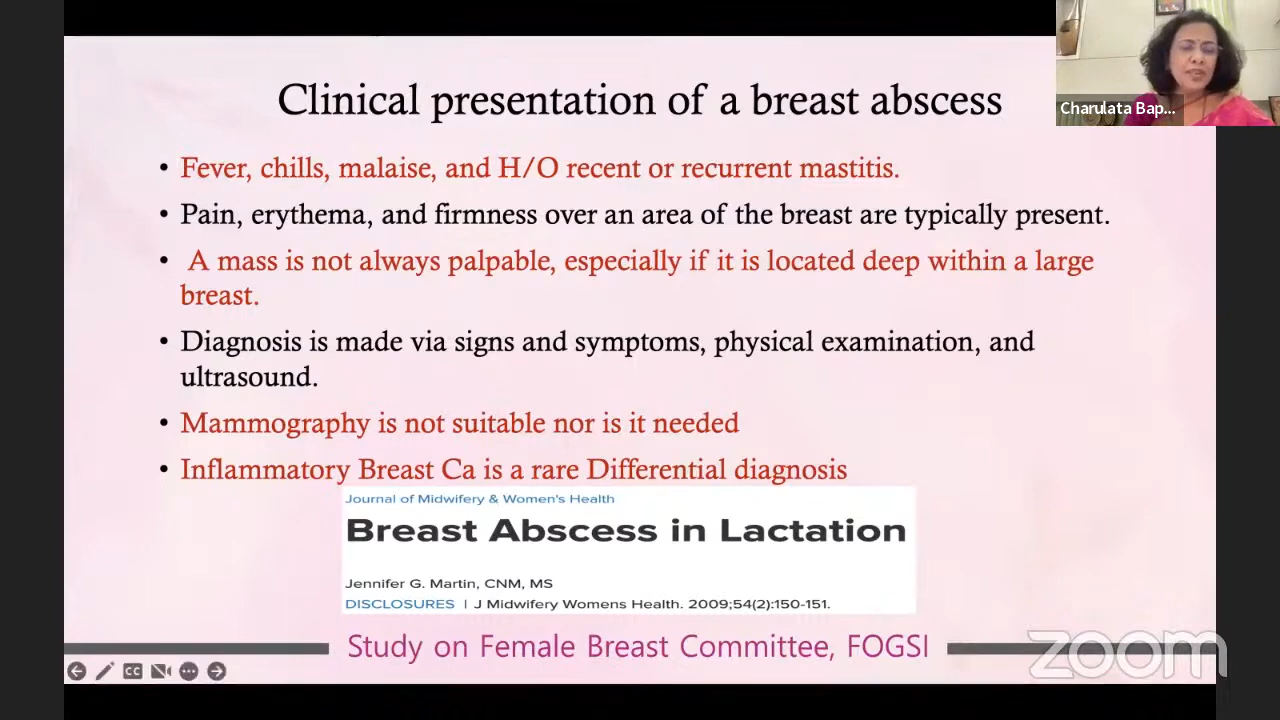 Clinical presentation of a breast abscess
Charulata Bap...
• Fever, chills, malaise, and H/O recent or recurrent mastitis.
• Pain, erythema, and firmness over an area of the breast are typically present.
• A mass is not always palpable, especially if it is located deep within a large
breast.
• Diagnosis is made via signs and symptoms, physical examination, and
ultrasound.
• Mammography is not suitable nor is it needed
• Inflammatory Breast Ca is a rare Differential diagnosis
Journal of Midwifery & Women's Health
Breast Abscess in Lactation
Jennifer G. Martin, CNM, MS
DISCLOSURES | J Midwifery Womens Health. 2009;54(2):150-151.
Study on Female Breast Committee, FOGSI
CC
zoom